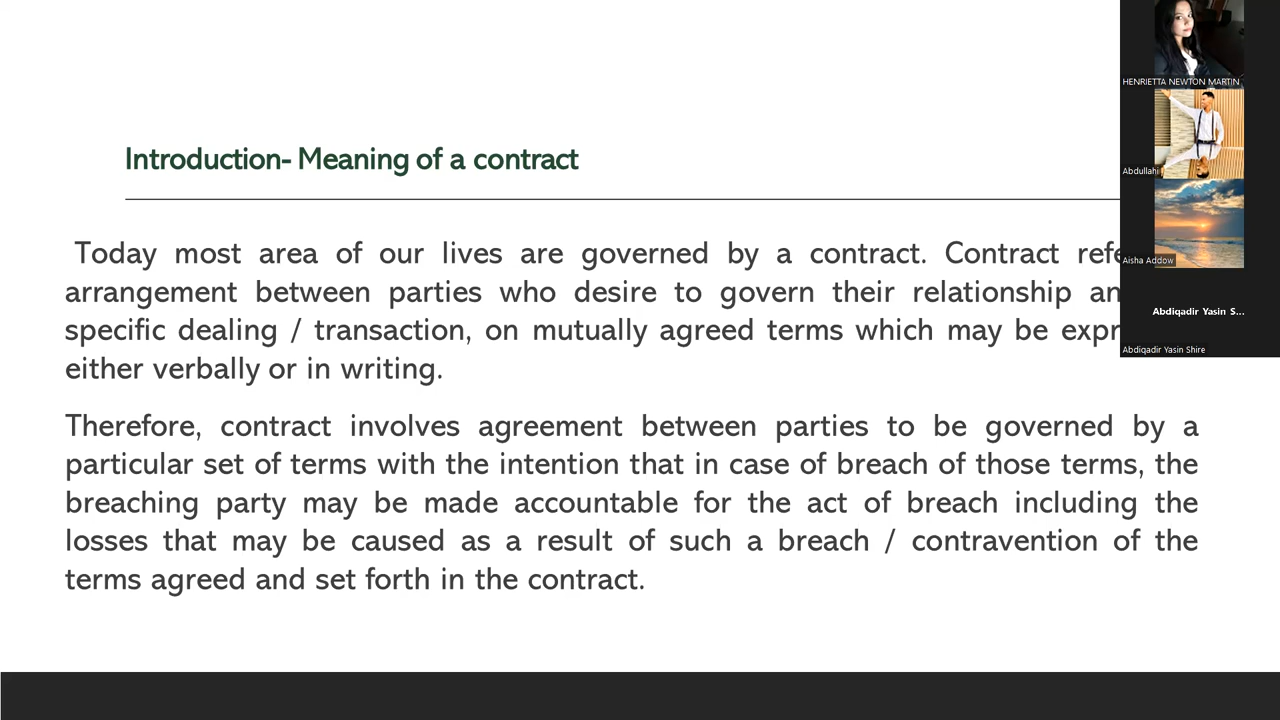 Introduction- Meaning of a contract
Today most area of our lives are governed by a contract. Contract
arrangement between parties who desire to govern their relationship
specific dealing / transaction, on mutually agreed terms which may be
either verbally or in writing.
Therefore, contract involves agreement between parties to be governed by a
particular set of terms with the intention that in case of breach of those terms, the
breaching party may be made accountable for the act of breach including the
losses that may be caused as a result of such a breach / contravention of the
terms agreed and set forth in the contract.
HENRIETTA NEWTON MARTIN
Abdullahi
Aisha Addow
Abdiqadir Yasin S...
Abdiqadir Yasin Shire